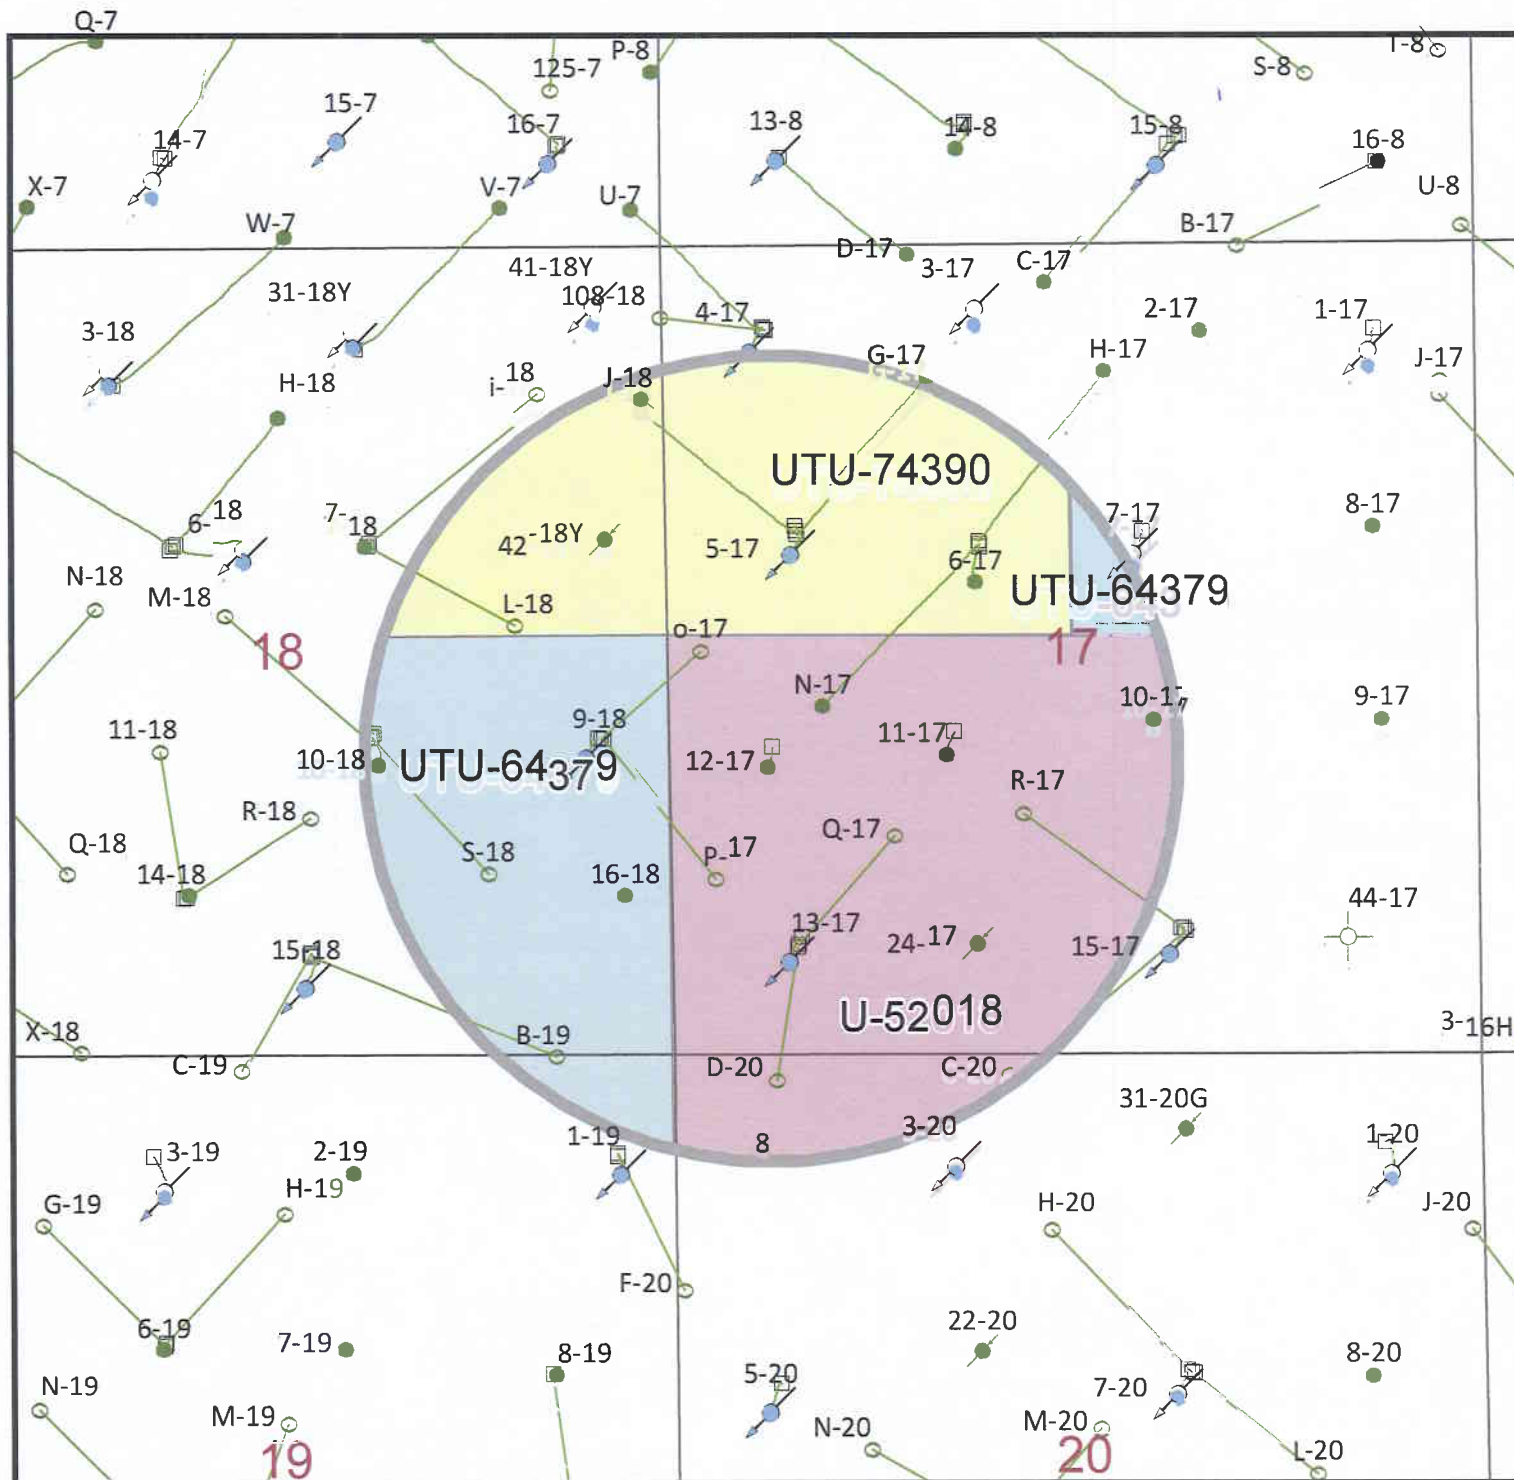 Q-7
P-8
T-8
125-7
S-8
15-7
14-7
16-7
13-8
14-8
15-8
16-8
X-7
V-7
U-7
U-8
W-7
B-17
D-17
C-17
41-18Y
3-17
31-18Y
108-18
4-17
2-17
1-17
3-18
G-17
H-17
J-17
i-18
J-18
H-18
UTU-74390
6-18
7-18
42-18Y
5-17
6-17
7-17
8-17
N-18
M-18
L-18
UTU-64379
18
o-17
17
N-17
10-17
9-17
11-18
9-18
11-17
10-18
UTU-64379
12-17
R-18
R-17
Q-18
S-18
Q-17
P-17
14-18
16-18
44-17
15-18
13-17
24-17
15-17
U-52018
X-18
B-19
3-16H
C-19
D-20
C-20
31-20G
3-19
2-19
1-19
8
3-20
1-20
H-19
G-19
H-20
J-20
F-20
6-19
7-19
8-19
22-20
5-20
7-20
8-20
N-19
M-19
N-20
M-20
19
20
L-20